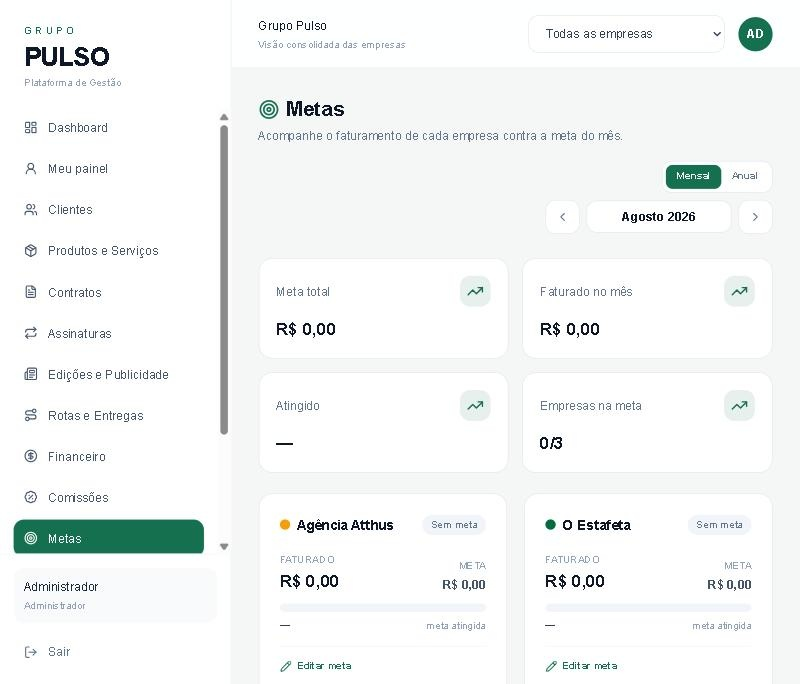 GRUPO
PULSO
Plataforma de Gestão
Dashboard
Meu painel
Clientes
Produtos e Serviços
Contratos
Assinaturas
Edições e Publicidade
Rotas e Entregas
Financeiro
Comissões
Metas
Administrador
Administrador
Sair
Grupo Pulso
Visão consolidada das empresas
Todas as empresas
AD
Metas
Acompanhe o faturamento de cada empresa contra a meta do mês.
Mensal
Anual
Agosto 2026
Meta total
R$ 0,00
Faturado no mês
R$ 0,00
Atingido
—
Empresas na meta
0/3
Agência Atthus
Sem meta
FATURADO
META
R$ 0,00
R$ 0,00
—
meta atingida
Editar meta
O Estafeta
Sem meta
FATURADO
META
R$ 0,00
R$ 0,00
—
meta atingida
Editar meta